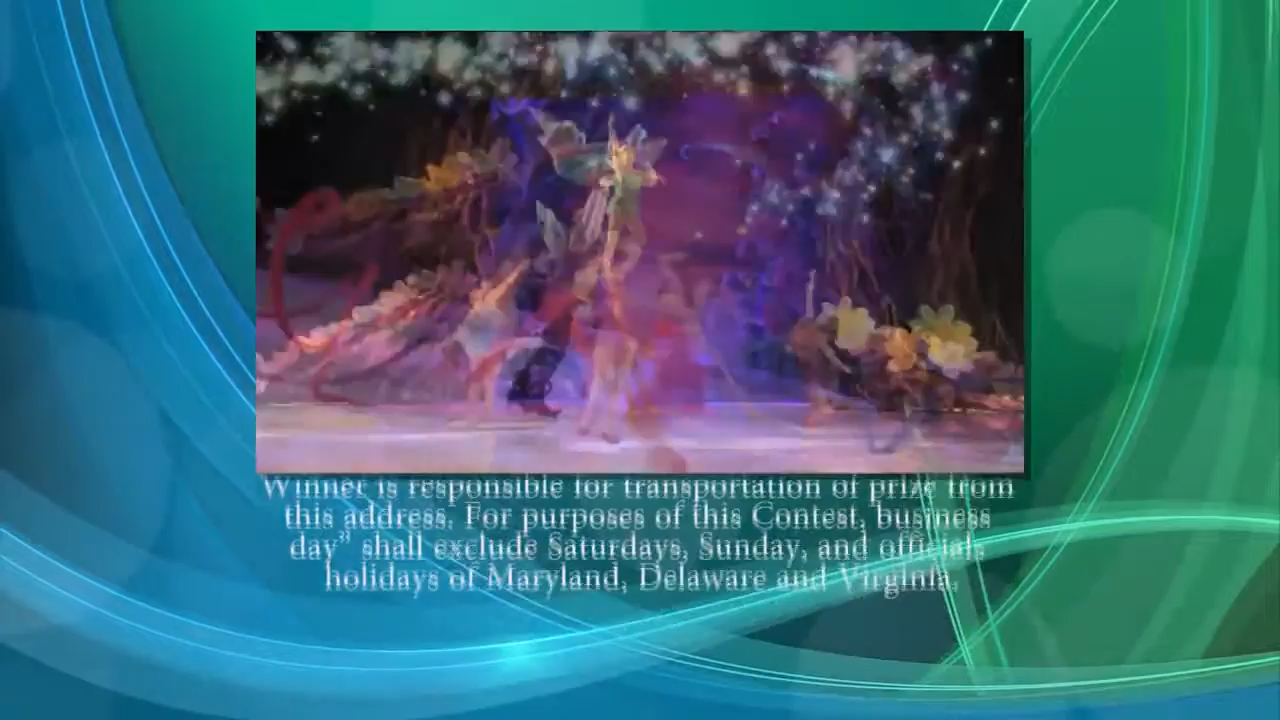 Winner is responsible for transportation of prize from
this address. For purposes of this Contest, business
day” shall exclude Saturdays, Sunday, and official
holidays of Maryland, Delaware and Virginia.